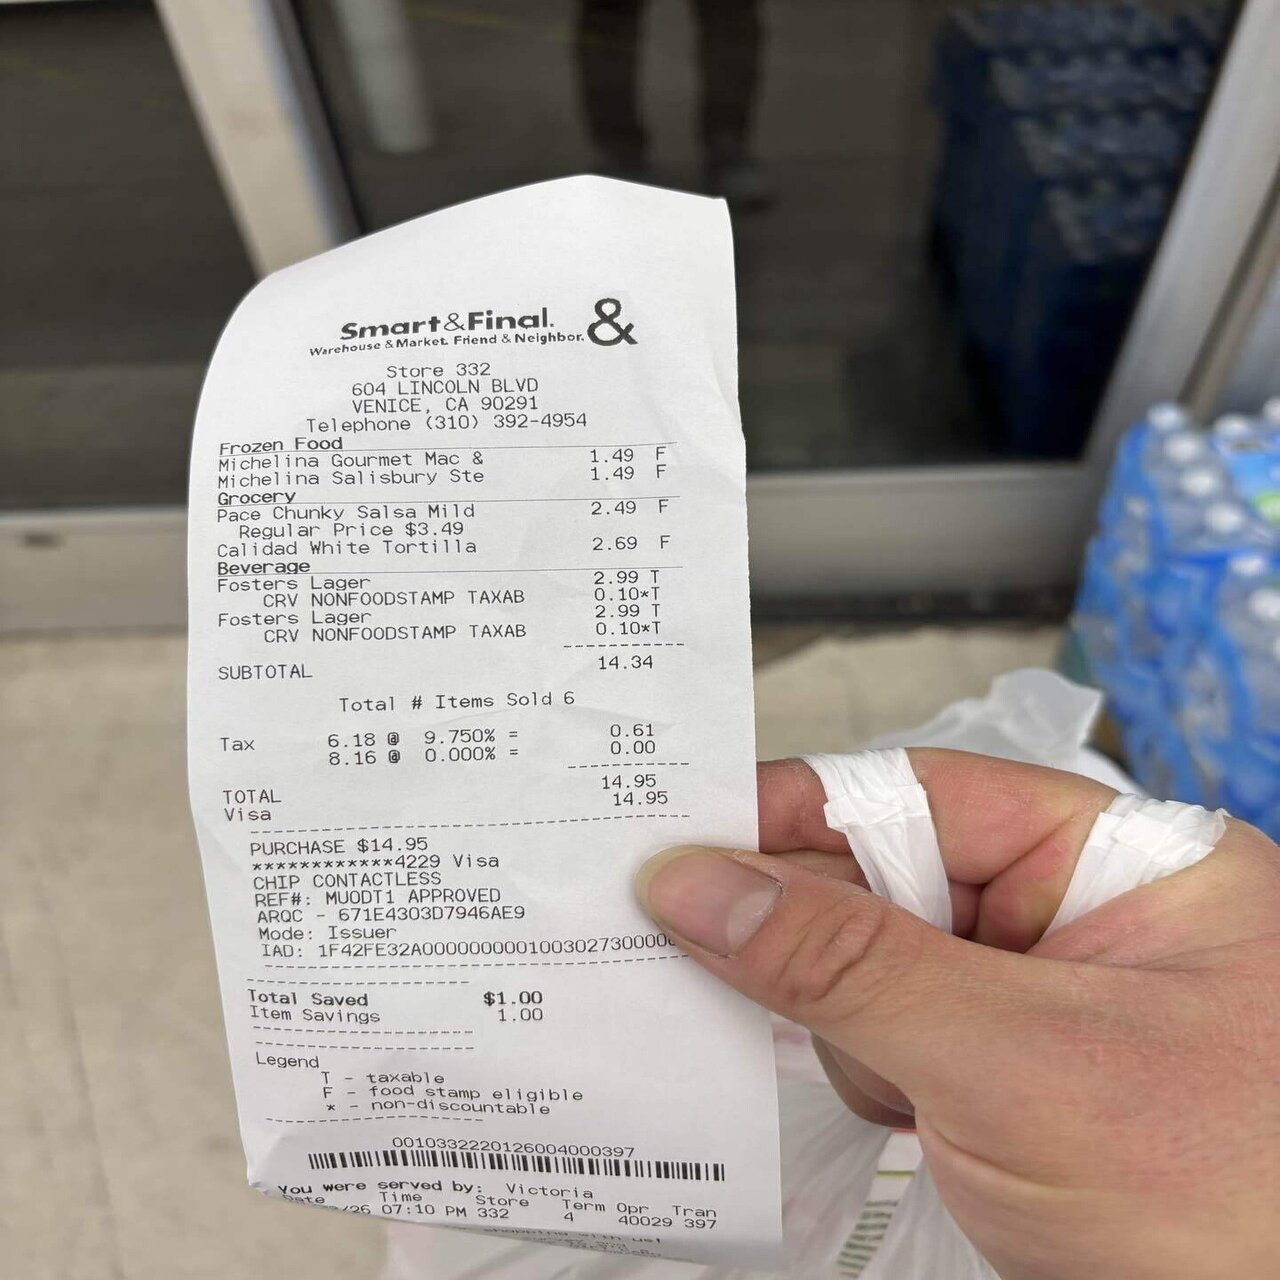 Smart&Final. &
Warehouse & Market. Friend & Neighbor.
Store 332
604 LINCOLN BLVD
VENICE, CA 90291
Telephone (310) 392-4954
Frozen Food
Michelina Gourmet Mac & 1.49 F
Michelina Salisbury Ste 1.49 F
Grocery
Pace Chunky Salsa Mild 2.49 F
Regular Price $3.49
Calidad White Tortilla 2.69 F
Beverage
Fosters Lager 2.99 T
CRV NONFOODSTAMP TAXAB 0.10*T
Fosters Lager 2.99 T
CRV NONFOODSTAMP TAXAB 0.10*T
SUBTOTAL 14.34
Total # Items Sold 6
Tax 6.18 @ 9.750% = 0.61
8.16 @ 0.000% = 0.00
TOTAL 14.95
Visa 14.95
PURCHASE $14.95
************4229 Visa
CHIP CONTACTLESS
REF#: MUODT1 APPROVED
ARQC - 671E4303D7946AE9
Mode: Issuer
IAD:
Total Saved $1.00
Item Savings 1.00
Legend
T - taxable
F - food stamp eligible
* - non-discountable
0010332220126004000397
You were served by: Victoria
Date Time Store Term Opr Tran
/26 07:10 PM 332 4 40029 397
shopping with us!